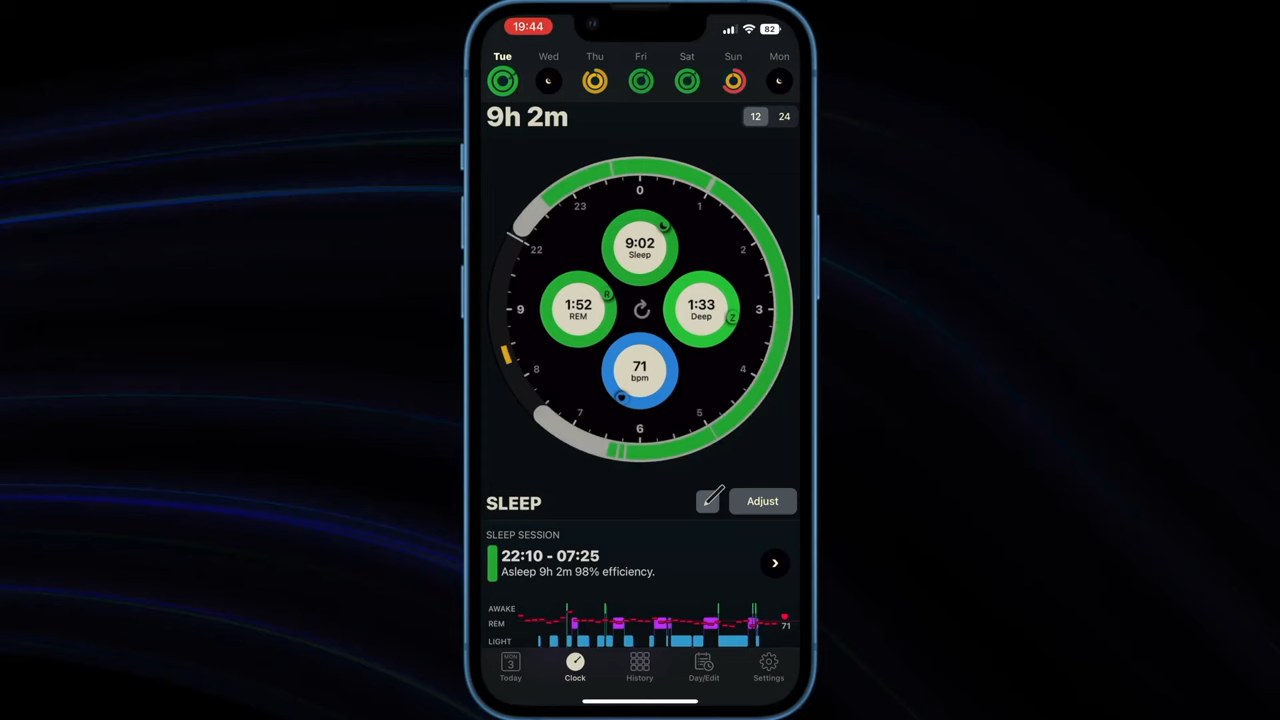 19:44
82
Tue Wed Thu Fri Sat Sun Mon
9h 2m
12 24
0
23 1
22 2
9:02
Sleep
1:52
REM
1:33
Deep
9 3
R
Z
71
bpm
8 4
7 5
6
SLEEP
Adjust
SLEEP SESSION
22:10 - 07:25
Asleep 9h 2m 98% efficiency.
AWAKE
REM
71
LIGHT
MON
3
Today Clock History Day/Edit Settings